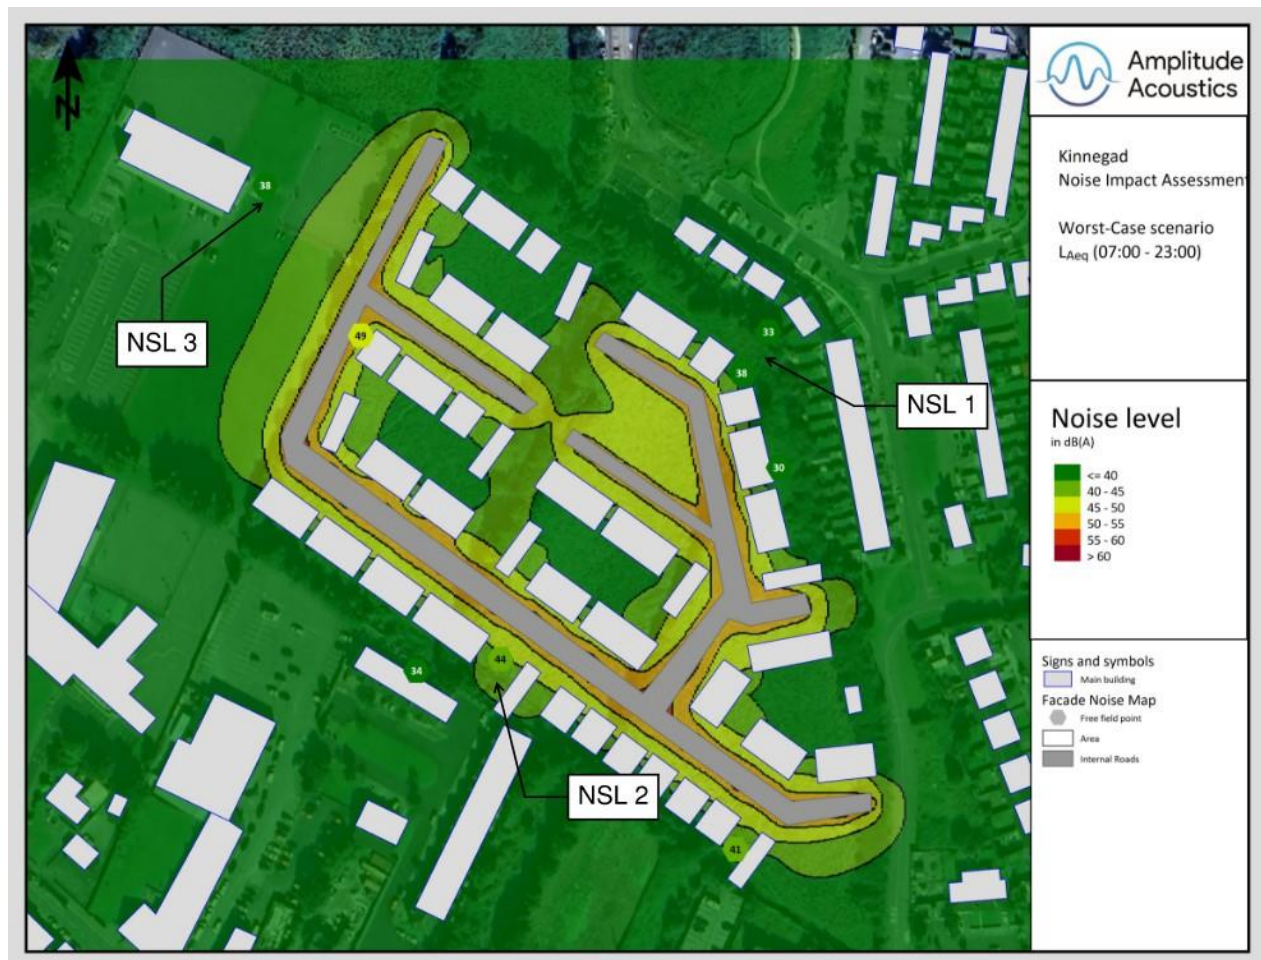 N
Amplitude
Acoustics
Kinnegad
Noise Impact Assessment
Worst-Case scenario
LAeq (07:00 - 23:00)
38
NSL 3
49
33
38
NSL 1
30
44
34
NSL 2
41
Noise level
in dB(A)
<= 40
40 - 45
45 - 50
50 - 55
55 - 60
> 60
Signs and symbols
Main building
Facade Noise Map
Free field point
Area
Internal Roads